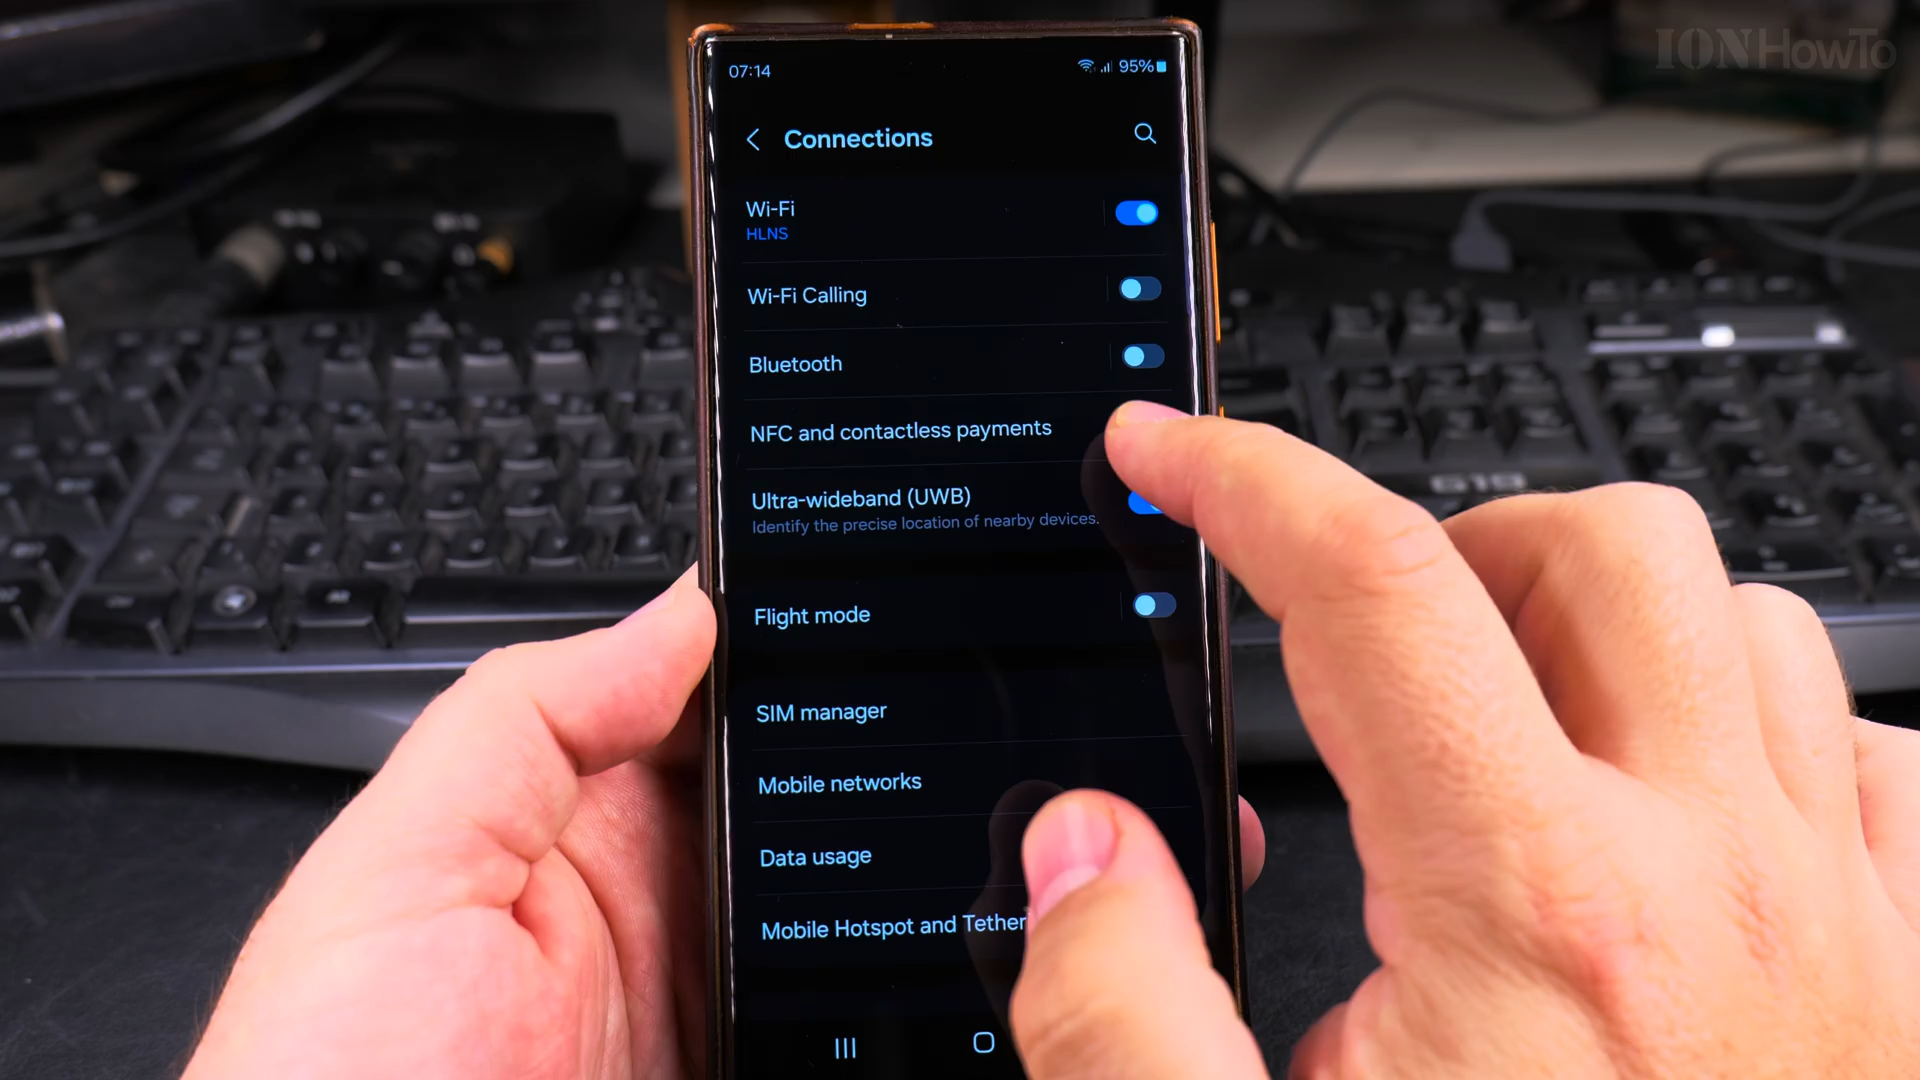 IONHowTo
07:14
95%
Connections
Wi-Fi
HLNS
Wi-Fi Calling
Bluetooth
NFC and contactless payments
Ultra-wideband (UWB)
Identify the precise location of nearby devices.
Flight mode
SIM manager
Mobile networks
Data usage
Mobile Hotspot and Tether
G19